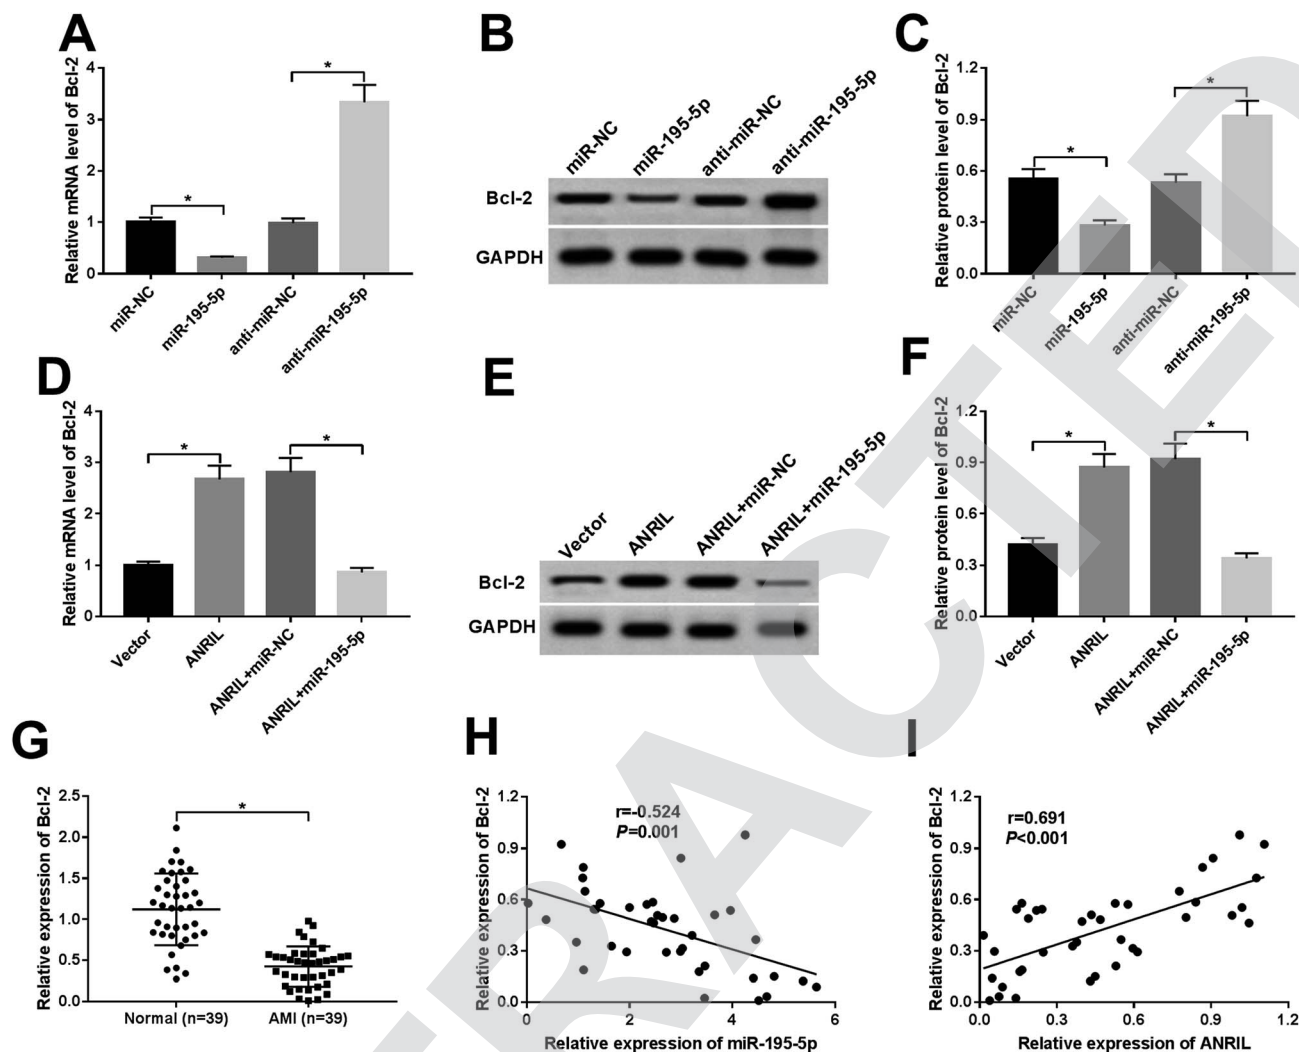 A
Relative mRNA level of Bcl-2
4
3
2
1
0
*
*
miR-NC
miR-195-5p
anti-miR-NC
anti-miR-195-5p
B
miR-NC
miR-195-5p
anti-miR-NC
anti-miR-195-5p
Bcl-2
GAPDH
C
Relative protein level of Bcl-2
1.2
0.9
0.6
0.3
0.0
*
*
miR-NC
miR-195-5p
anti-miR-NC
anti-miR-195-5p
D
Relative mRNA level of Bcl-2
4
3
2
1
0
*
*
Vector
ANRIL
ANRIL+miR-NC
ANRIL+miR-195-5p
E
Vector
ANRIL
ANRIL+miR-NC
ANRIL+miR-195-5p
Bcl-2
GAPDH
F
Relative protein level of Bcl-2
1.2
0.9
0.6
0.3
0.0
*
*
Vector
ANRIL
ANRIL+miR-NC
ANRIL+miR-195-5p
G
Relative expression of Bcl-2
2.5
2.0
1.5
1.0
0.5
0.0
*
Normal (n=39)
AMI (n=39)
H
Relative expression of Bcl-2
1.2
0.9
0.6
0.3
0.0
r=-0.524
P=0.001
0
2
4
6
Relative expression of miR-195-5p
I
Relative expression of Bcl-2
1.2
0.9
0.6
0.3
0.0
r=0.691
P<0.001
0.0
0.3
0.6
0.9
1.2
Relative expression of ANRIL
RACTED